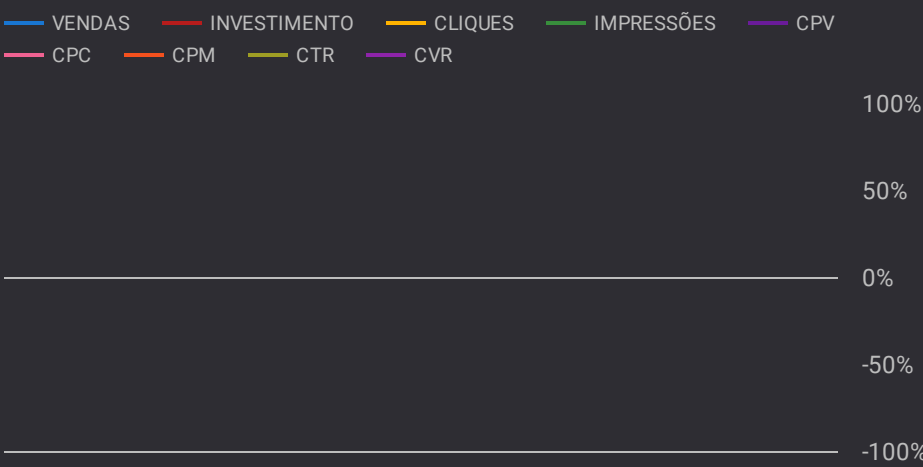 VENDAS INVESTIMENTO CLIQUES IMPRESSÕES CPV
CPC CPM CTR CVR
100%
50%
0%
-50%
-100%